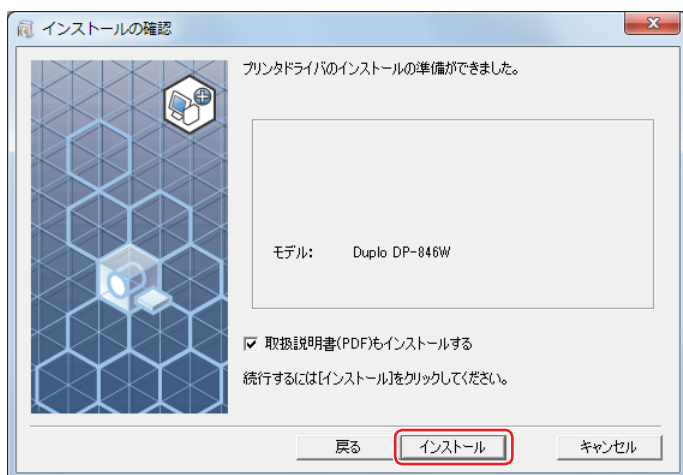 インストールの確認
プリンタドライバのインストールの準備ができました。
モデル: Duplo DP-846W
取扱説明書(PDF)もインストールする
続行するには[インストール]をクリックしてください。
戻る
インストール
キャンセル